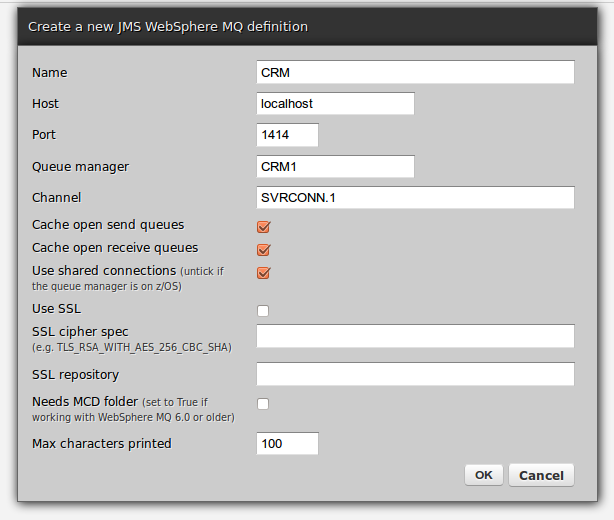 Create a new JMS WebSphere MQ definition
Name CRM
Host localhost
Port 1414
Queue manager CRM1
Channel SVRCONN.1
Cache open send queues
Cache open receive queues
Use shared connections (untick if
the queue manager is on z/OS)
Use SSL
SSL cipher spec
(e.g. TLS_RSA_WITH_AES_256_CBC_SHA)
SSL repository
Needs MCD folder (set to True if
working with WebSphere MQ 6.0 or older)
Max characters printed 100
OK Cancel